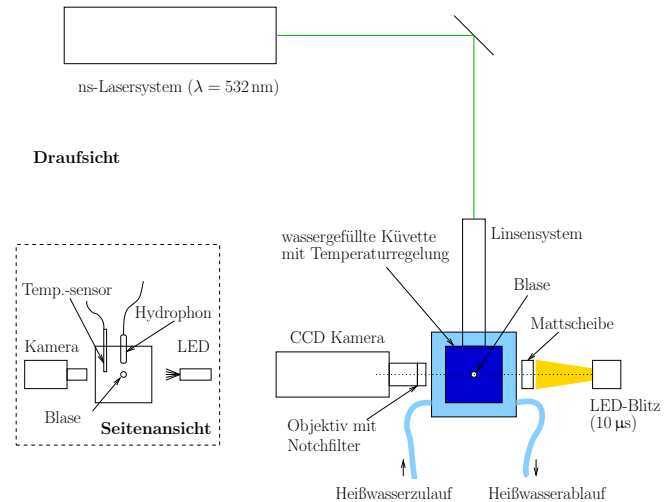 ns-Lasersystem (λ = 532 nm)
Draufsicht
wassergefüllte Küvette
mit Temperaturregelung
Linsensystem
Blase
Mattscheibe
CCD Kamera
Objektiv mit
Notchfilter
LED-Blitz
(10 µs)
Heißwasserzulauf
Heißwasserablauf
Temp.-sensor
Hydrophon
Kamera
LED
Blase
Seitenansicht